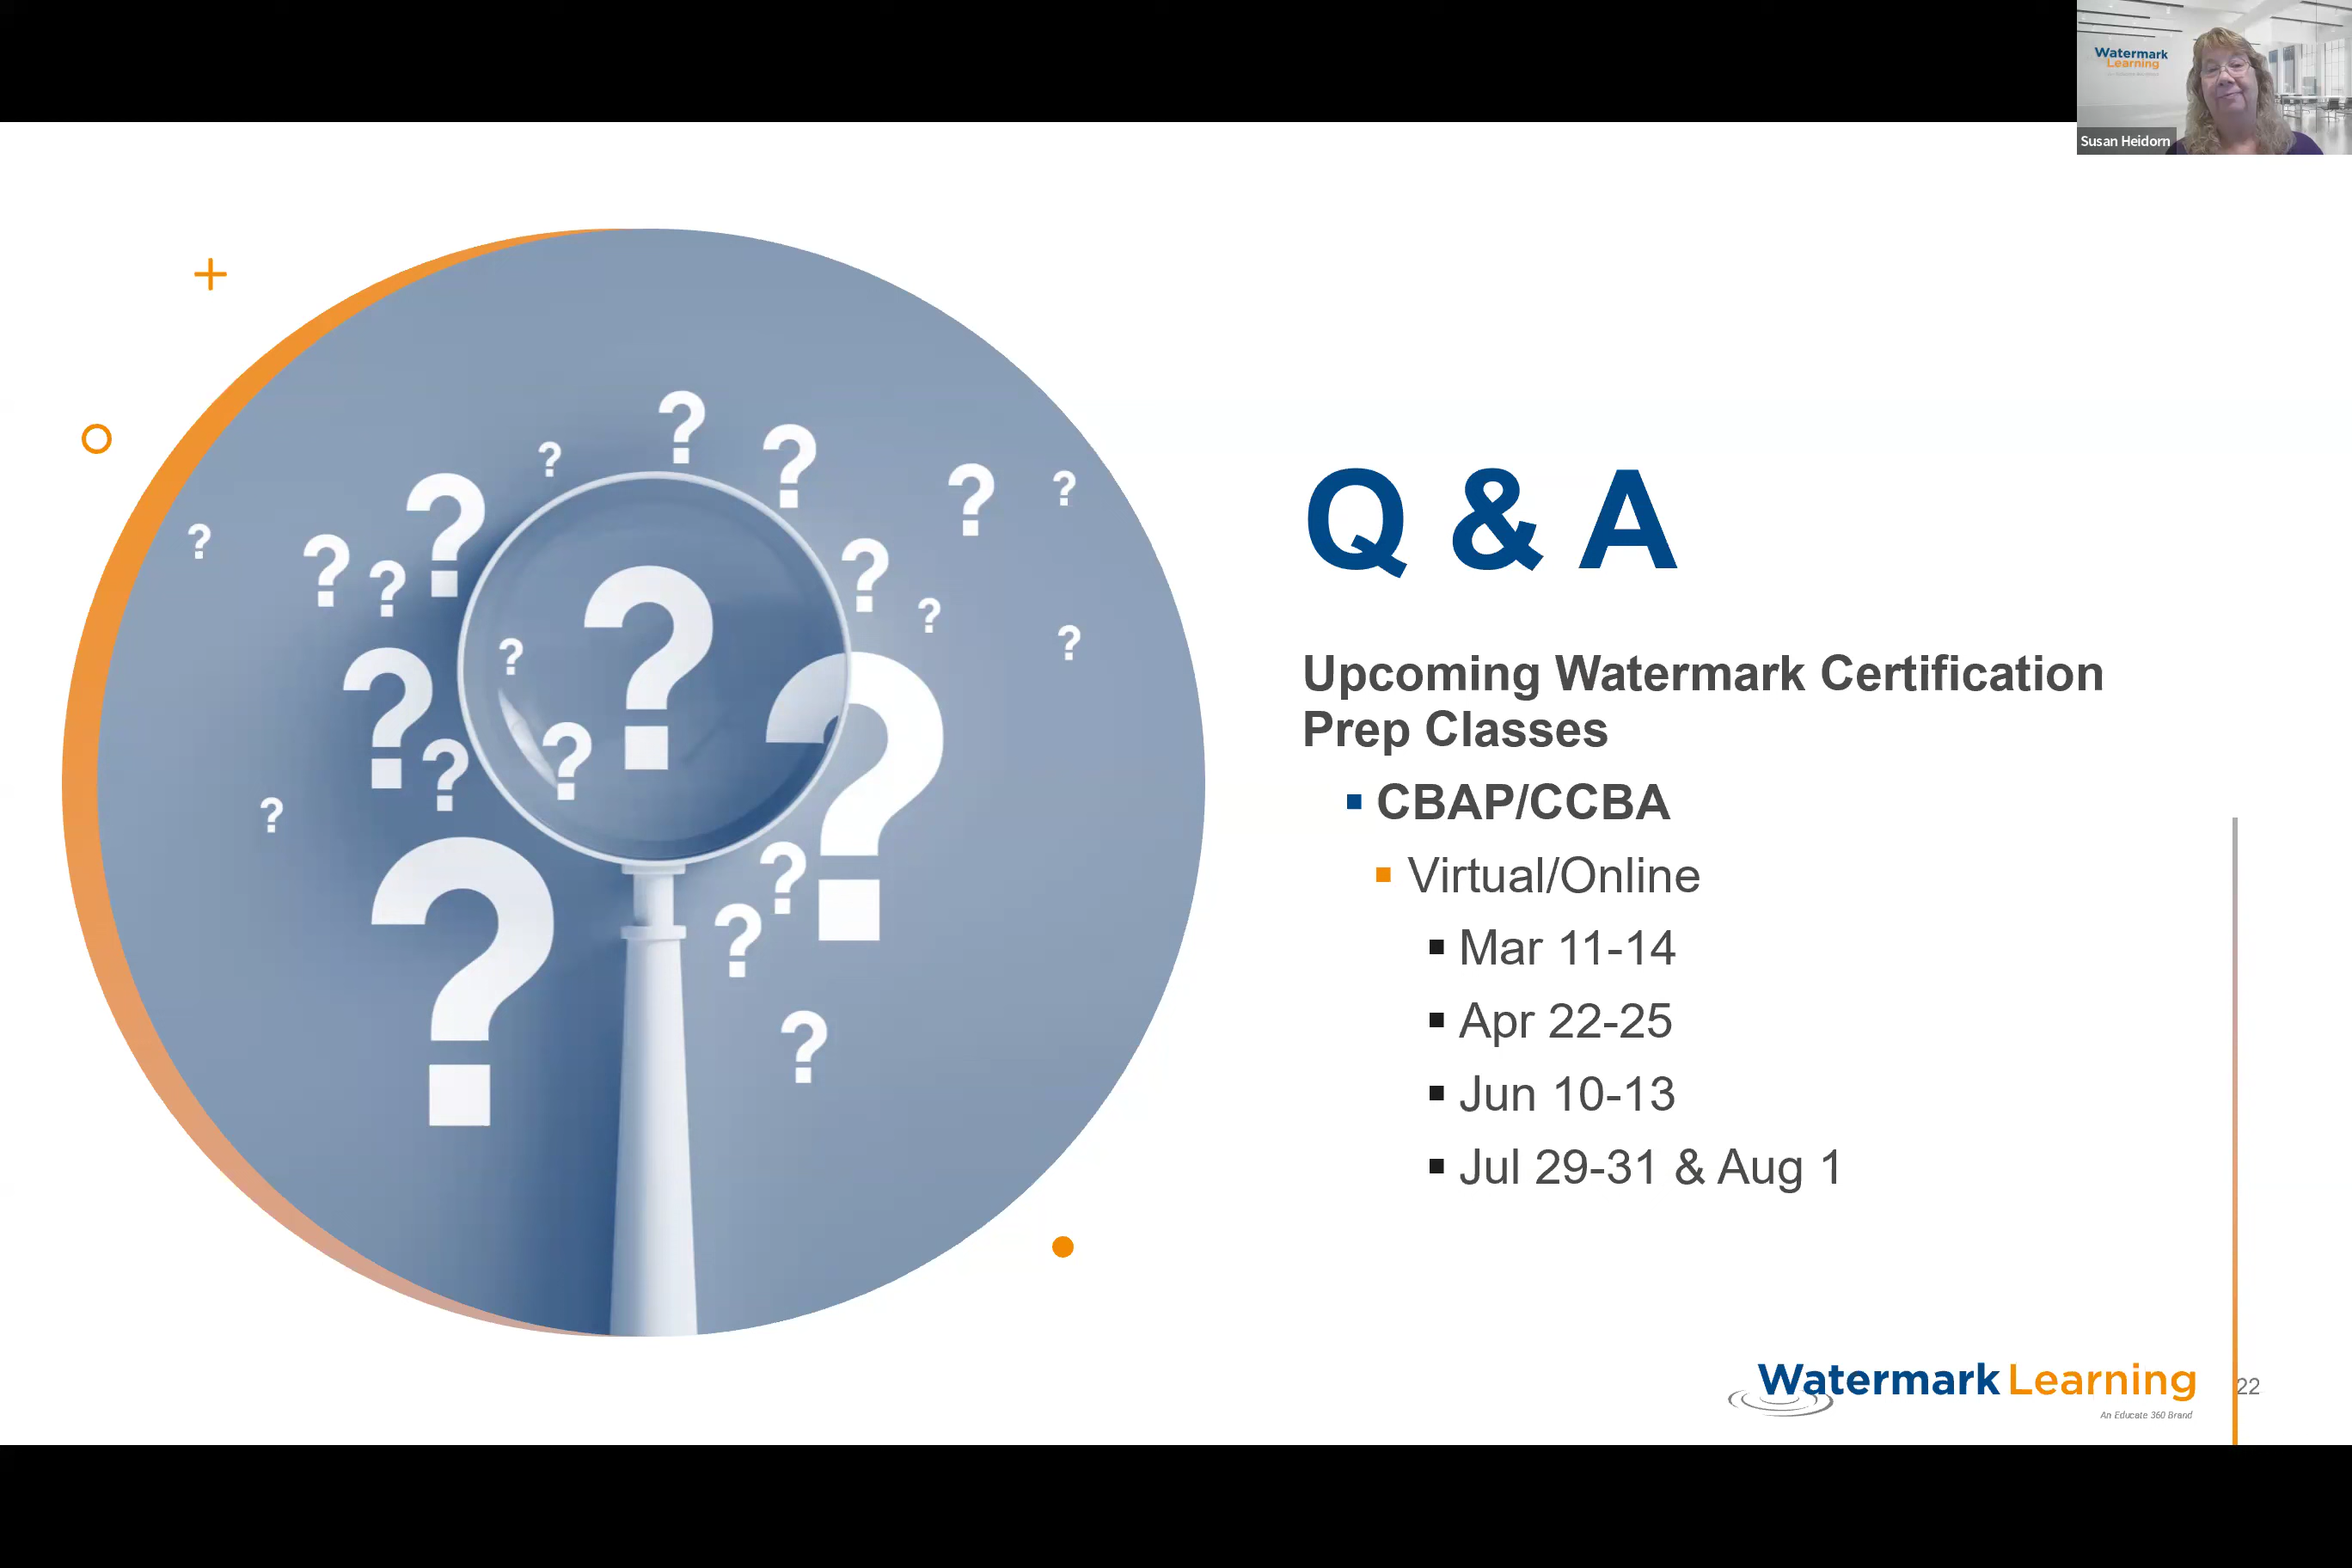 Watermark
Learning
Susan Heidorn
? ? ? ? ? ? ? ? ? ? ? ? ? ? ? ? ? ? ? ? ? ? ?
Q & A
Upcoming Watermark Certification
Prep Classes
CBAP/CCBA
Virtual/Online
Mar 11-14
Apr 22-25
Jun 10-13
Jul 29-31 & Aug 1
Watermark Learning
An Educate 360 Brand
22